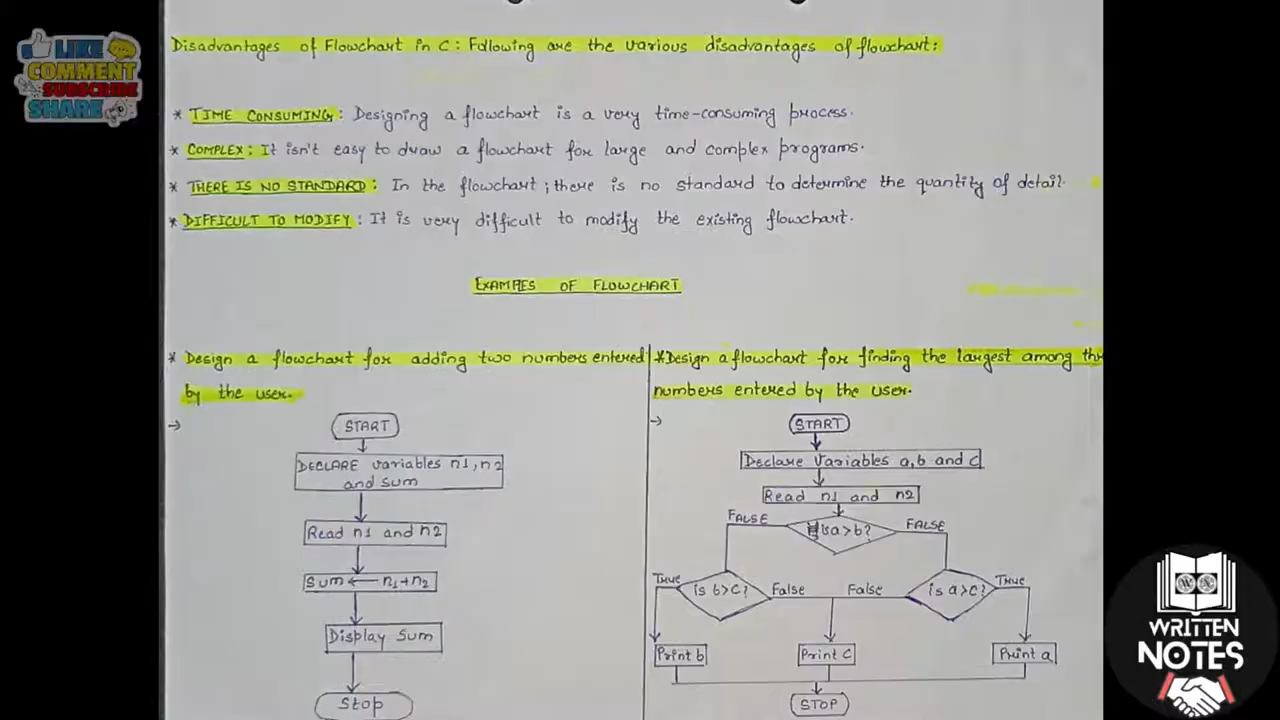 LIKE
COMMENT
SUBSCRIBE
SHARE
Disadvantages of Flowchart in C: Following are the various disadvantages of flowchart:
* TIME CONSUMING: Designing a flowchart is a very time-consuming process.
* COMPLEX: It isn't easy to draw a flowchart for large and complex programs.
* THERE IS NO STANDARD: In the flowchart, there is no standard to determine the quantity of detail.
* DIFFICULT TO MODIFY: It is very difficult to modify the existing flowchart.
EXAMPLES OF FLOWCHART
* Design a flowchart for adding two numbers entered
by the user.
→
START
DECLARE variables n1, n2
and sum
Read n1 and n2
Sum ← n1+n2
Display Sum
Stop
*Design a flowchart for finding the largest among
numbers entered by the user.
→
START
Declare Variables a, b and c
Read n1 and n2
is a>b?
FALSE
FALSE
TRUE
is b>c?
False
False
is a>c?
TRUE
Print b
Print C
Print a
STOP
WRITTEN
NOTES